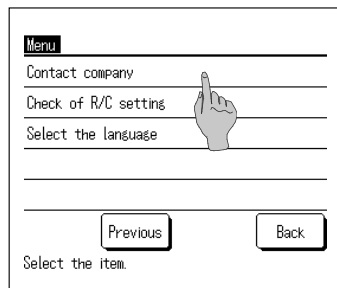 Menu
Contact company
Check of R/C setting
Select the language
Previous Back
Select the item.